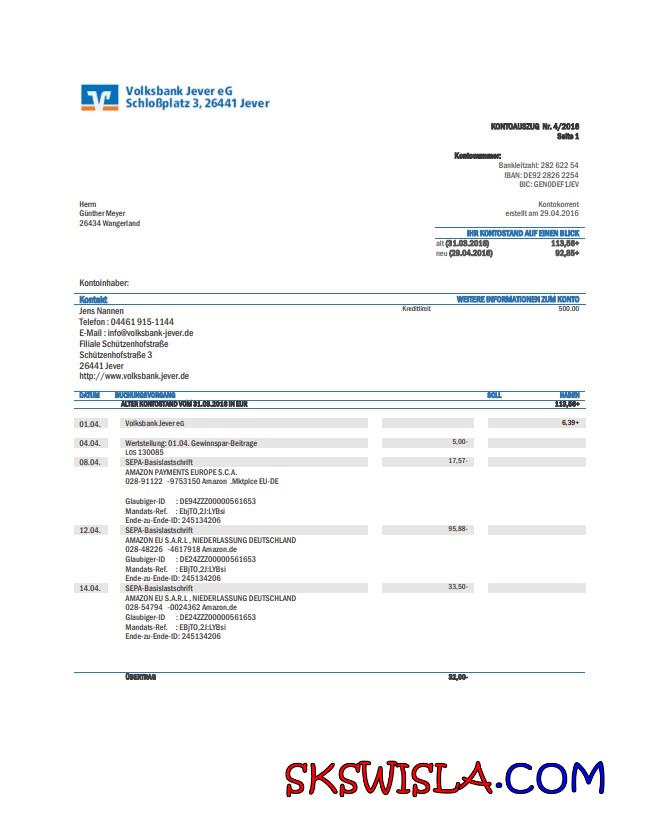 Volksbank Jever eG
Schloßplatz 3, 26441 Jever
KONTOAUSZUG Nr. 4/2016
Seite 1
Kontonummer:
Bankleitzahl: 282 622 54
IBAN: DE92 2826 2254
BIC: GENODEF1JEV
Herrn
Günther Meyer
26434 Wangerland
Kontokorrent
erstellt am 29.04.2016
IHR KONTOSTAND AUF EINEN BLICK
alt (31.03.2016) 113,56+
neu (29.04.2016) 92,85+
Kontoinhaber:
Kontakt WEITERE INFORMATIONEN ZUM KONTO
Jens Nannen Kreditlimit 500.00
Telefon : 04461 915-1144
E-Mail : info@volksbank-jever.de
Filiale Schützenhofstraße
Schützenhofstraße 3
26441 Jever
http://www.volksbank.jever.de
DATUM BUCHUNGSVORGANG SOLL HABEN
ALTER KONTOSTAND VOM 31.03.2016 IN EUR 113,56+
01.04. Volksbank Jever eG 6,39+
04.04. Wertstellung: 01.04. Gewinnspar-Beitrage 5,00-
LOS 130085
08.04. SEPA-Basislastschrift 17,57-
AMAZON PAYMENTS EUROPE S.C.A.
028-91122 -9753150 Amazon .Mktplce EU-DE
Glaubiger-ID : DE94ZZZ00000561653
Mandats-Ref. : EbjTO,2J:LYBsi
Ende-zu-Ende-ID: 245134206
12.04. SEPA-Basislastschrift 95,88-
AMAZON EU S.A.R.L , NIEDERLASSUNG DEUTSCHLAND
028-48226 -4617918 Amazon.de
Glaubiger-ID : DE24ZZZ00000561653
Mandats-Ref. : EBjTO,2J:LYBsi
Ende-zu-Ende-ID: 245134206
14.04. SEPA-Basislastschrift 33,50-
AMAZON EU S.A.R.L , NIEDERLASSUNG DEUTSCHLAND
028-54794 -0024362 Amazon.de
Glaubiger-ID : DE24ZZZ00000561653
Mandats-Ref. : EBjTO,2J:LYBsi
Ende-zu-Ende-ID: 245134206
ÜBERTRAG 32,00-
SKSWISLA.COM